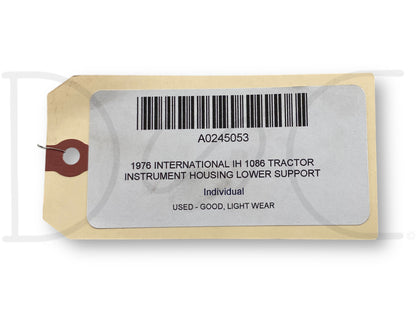 A0245053
1976 INTERNATIONAL IH 1086 TRACTOR
INSTRUMENT HOUSING LOWER SUPPORT
Individual
USED - GOOD, LIGHT WEAR